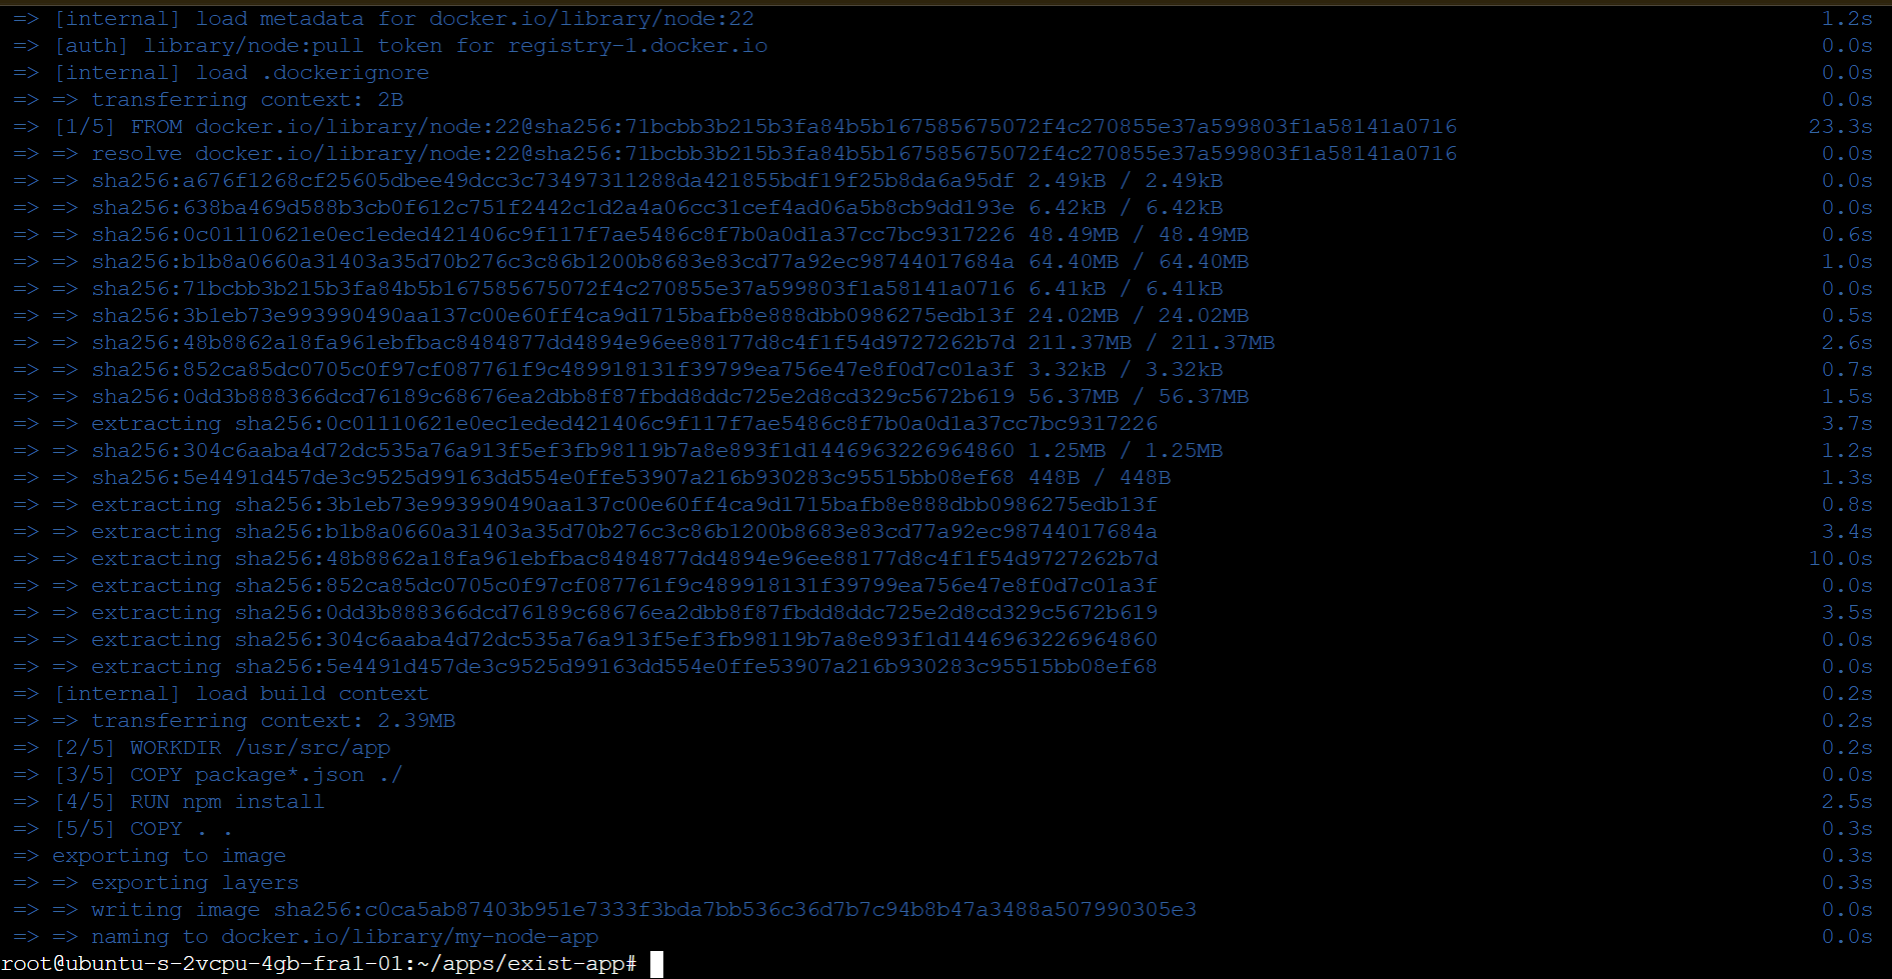 => [internal] load metadata for docker.io/library/node:22 1.2s
=> [auth] library/node:pull token for registry-1.docker.io 0.0s
=> [internal] load .dockerignore 0.0s
=> => transferring context: 2B 0.0s
=> [1/5] FROM docker.io/library/node:22@sha256:71bcbb3b215b3fa84b5b167585675072f4c270855e37a599803f1a58141a0716 23.3s
=> => resolve docker.io/library/node:22@sha256:71bcbb3b215b3fa84b5b167585675072f4c270855e37a599803f1a58141a0716 0.0s
=> => sha256:a676f1268cf25605dbee49dcc3c73497311288da421855bdf19f25b8da6a95df 2.49kB / 2.49kB 0.0s
=> => sha256:638ba469d588b3cb0f612c751f2442c1d2a4a06cc31cef4ad06a5b8cb9dd193e 6.42kB / 6.42kB 0.0s
=> => sha256:0c01110621e0ec1eded421406c9f117f7ae5486c8f7b0a0d1a37cc7bc9317226 48.49MB / 48.49MB 0.6s
=> => sha256:b1b8a0660a31403a35d70b276c3c86b1200b8683e83cd77a92ec98744017684a 64.40MB / 64.40MB 1.0s
=> => sha256:71bcbb3b215b3fa84b5b167585675072f4c270855e37a599803f1a58141a0716 6.41kB / 6.41kB 0.0s
=> => sha256:3b1eb73e993990490aa137c00e60ff4ca9d1715bafb8e888dbb0986275edb13f 24.02MB / 24.02MB 0.5s
=> => sha256:48b8862a18fa961ebfbac8484877dd4894e96ee88177d8c4f1f54d9727262b7d 211.37MB / 211.37MB 2.6s
=> => sha256:852ca85dc0705c0f97cf087761f9c489918131f39799ea756e47e8f0d7c01a3f 3.32kB / 3.32kB 0.7s
=> => sha256:0dd3b888366dcd76189c68676ea2dbb8f87fbdd8ddc725e2d8cd329c5672b619 56.37MB / 56.37MB 1.5s
=> => extracting sha256:0c01110621e0ec1eded421406c9f117f7ae5486c8f7b0a0d1a37cc7bc9317226 3.7s
=> => sha256:304c6aaba4d72dc535a76a913f5ef3fb98119b7a8e893f1d1446963226964860 1.25MB / 1.25MB 1.2s
=> => sha256:5e4491d457de3c9525d99163dd554e0ffe53907a216b930283c95515bb08ef68 448B / 448B 1.3s
=> => extracting sha256:3b1eb73e993990490aa137c00e60ff4ca9d1715bafb8e888dbb0986275edb13f 0.8s
=> => extracting sha256:b1b8a0660a31403a35d70b276c3c86b1200b8683e83cd77a92ec98744017684a 3.4s
=> => extracting sha256:48b8862a18fa961ebfbac8484877dd4894e96ee88177d8c4f1f54d9727262b7d 10.0s
=> => extracting sha256:852ca85dc0705c0f97cf087761f9c489918131f39799ea756e47e8f0d7c01a3f 0.0s
=> => extracting sha256:0dd3b888366dcd76189c68676ea2dbb8f87fbdd8ddc725e2d8cd329c5672b619 3.5s
=> => extracting sha256:304c6aaba4d72dc535a76a913f5ef3fb98119b7a8e893f1d1446963226964860 0.0s
=> => extracting sha256:5e4491d457de3c9525d99163dd554e0ffe53907a216b930283c95515bb08ef68 0.0s
=> [internal] load build context 0.2s
=> => transferring context: 2.39MB 0.2s
=> [2/5] WORKDIR /usr/src/app 0.2s
=> [3/5] COPY package*.json ./ 0.0s
=> [4/5] RUN npm install 2.5s
=> [5/5] COPY . . 0.3s
=> exporting to image 0.3s
=> => exporting layers 0.3s
=> => writing image sha256:c0ca5ab87403b951e7333f3bda7bb536c36d7b7c94b8b47a3488a507990305e3 0.0s
=> => naming to docker.io/library/my-node-app 0.0s
root@ubuntu-s-2vcpu-4gb-fra1-01:~/apps/exist-app#